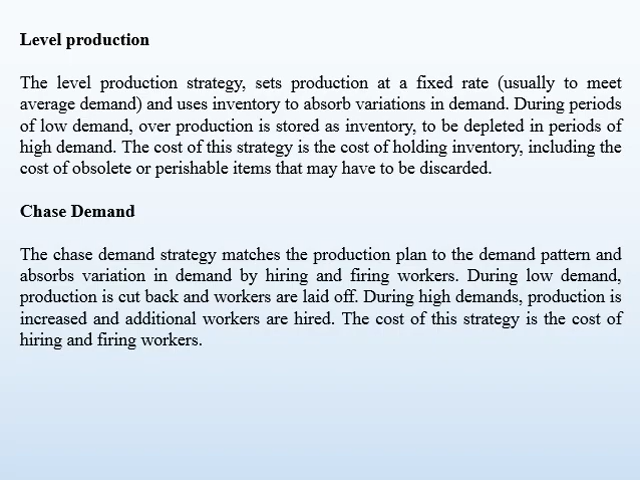 Level production
The level production strategy, sets production at a fixed rate (usually to meet
average demand) and uses inventory to absorb variations in demand. During periods
of low demand, over production is stored as inventory, to be depleted in periods of
high demand. The cost of this strategy is the cost of holding inventory, including the
cost of obsolete or perishable items that may have to be discarded.
Chase Demand
The chase demand strategy matches the production plan to the demand pattern and
absorbs variation in demand by hiring and firing workers. During low demand,
production is cut back and workers are laid off. During high demands, production is
increased and additional workers are hired. The cost of this strategy is the cost of
hiring and firing workers.